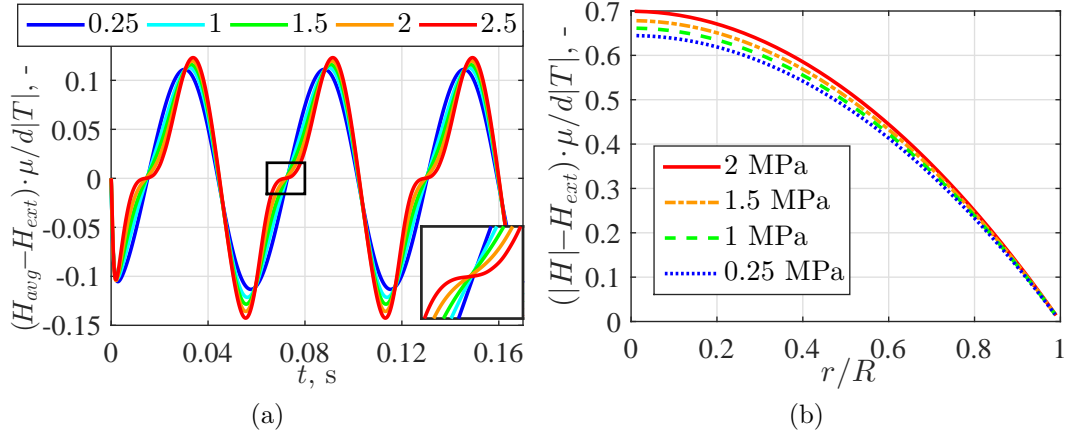 0.25 1 1.5 2 2.5
(H_avg−H_ext)·μ/d|T|, -
0.1
0.05
0
-0.05
-0.1
-0.15
0 0.04 0.08 0.12 0.16
t, s
(a)
(|H|−H_ext)·μ/d|T|, -
0.7
0.6
0.5
0.4
0.3
0.2
0.1
0
2 MPa
1.5 MPa
1 MPa
0.25 MPa
0 0.2 0.4 0.6 0.8 1
r/R
(b)